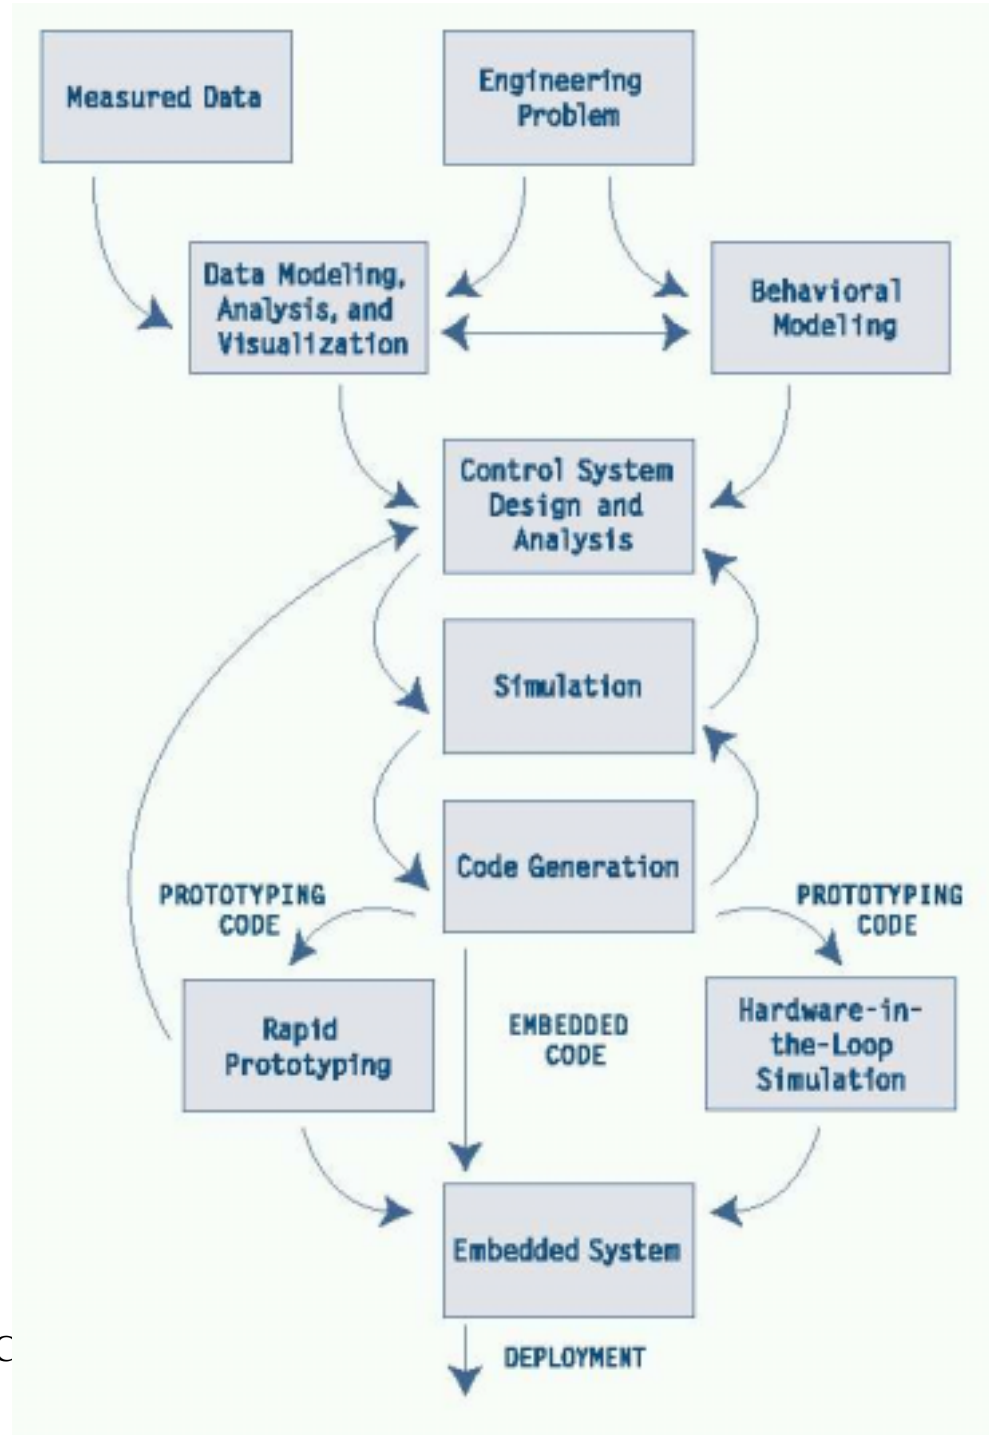 Measured Data
Engineering
Problem
Data Modeling,
Analysis, and
Visualization
Behavioral
Modeling
Control System
Design and
Analysis
Simulation
Code Generation
PROTOTYPING
CODE
PROTOTYPING
CODE
Rapid
Prototyping
EMBEDDED
CODE
Hardware-in-
the-Loop
Simulation
Embedded System
C
DEPLOYMENT